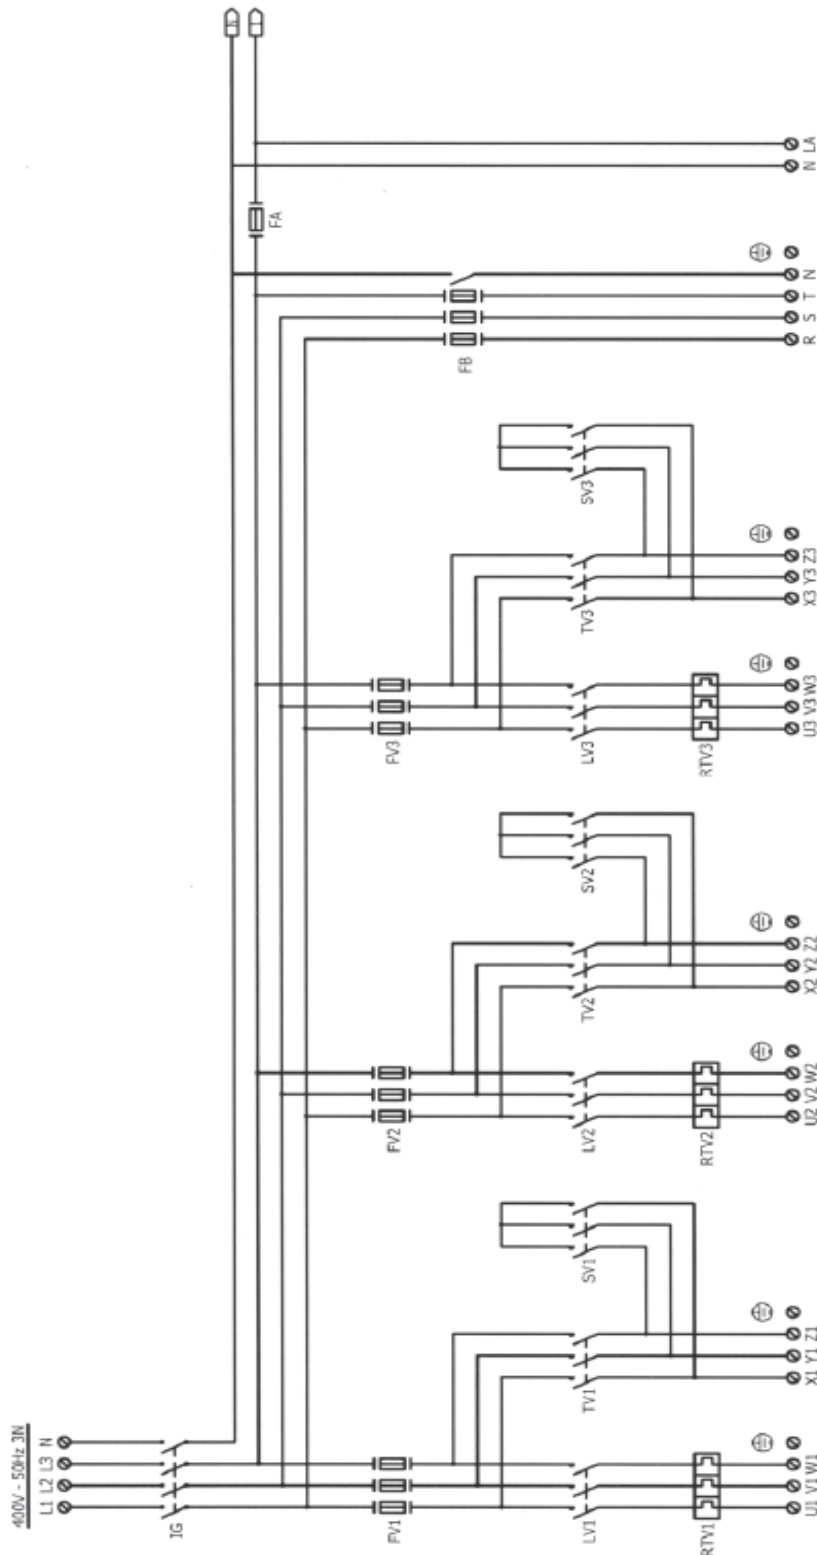 400V - 50Hz 3N
L1 L2 L3 N
IG
FA
FV1
FV2
FV3
FB
LV1
TV1
SV1
LV2
TV2
SV2
LV3
TV3
SV3
RTV1
RTV2
RTV3
U1 V1 W1
X1 Y1 Z1
U2 V2 W2
X2 Y2 Z2
U3 V3 W3
X3 Y3 Z3
R S T N
N LA